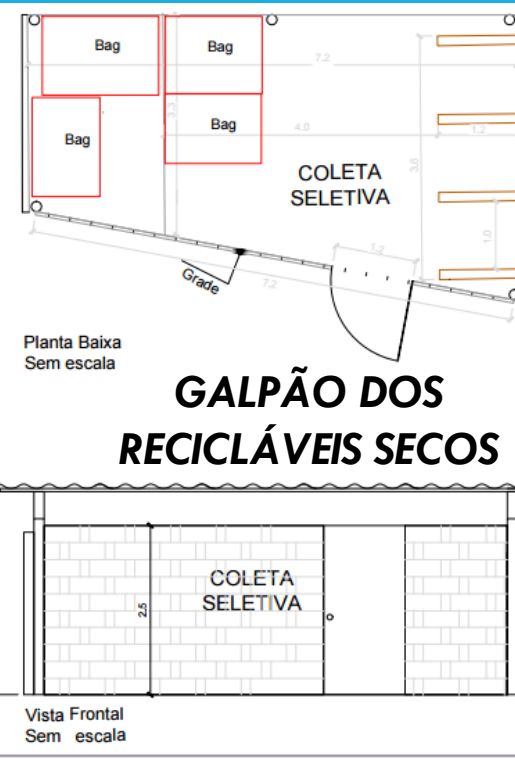 Bag
Bag
7.2
3.3
Bag
Bag
4.0
1.2
3.6
COLETA
SELETIVA
1.0
1.2
Grade
7.2
Planta Baixa
Sem escala
GALPÃO DOS
RECICLÁVEIS SECOS
COLETA
SELETIVA
2.5
Vista Frontal
Sem escala